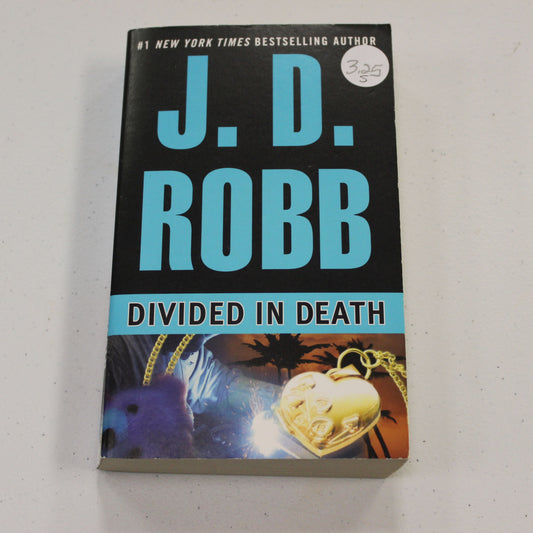 #1 NEW YORK TIMES BESTSELLING AUTHOR
3.25
S
J. D.
ROBB
DIVIDED IN DEATH